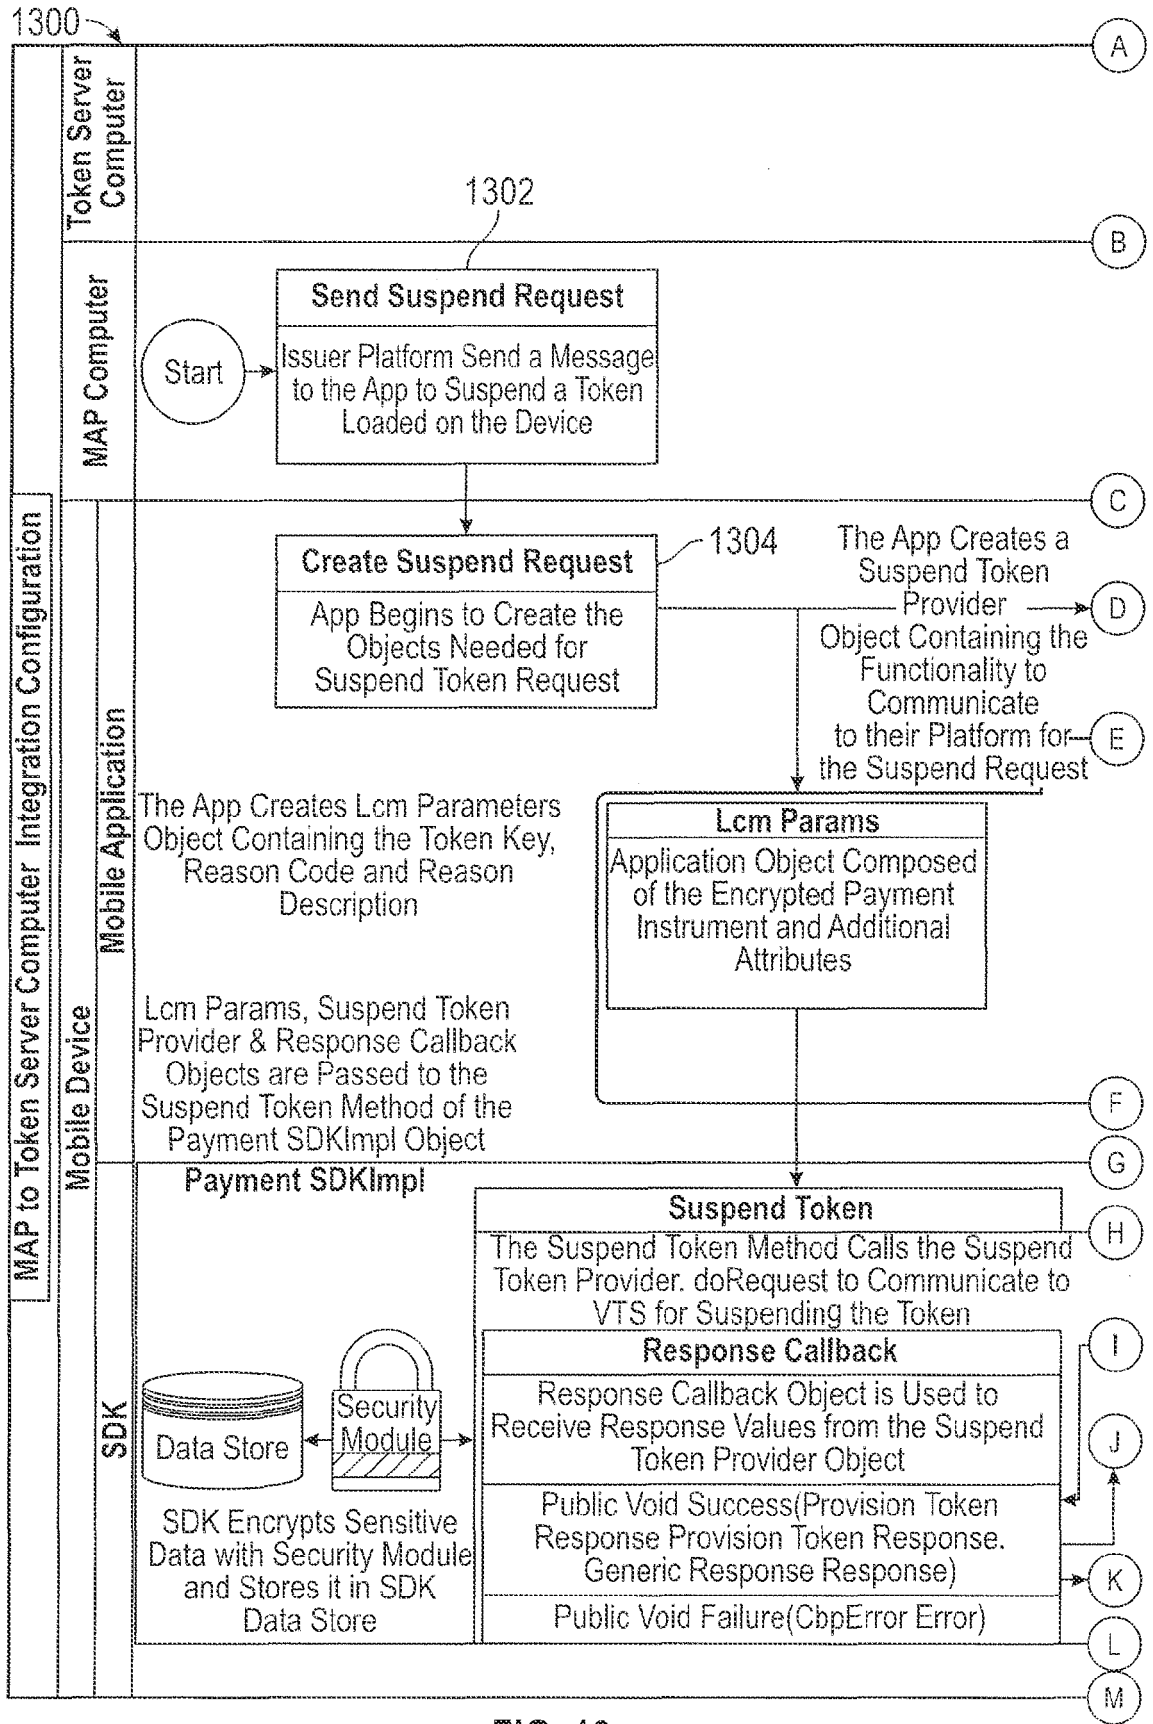 1300
A
Token Server
Computer
1302
B
MAP Computer
Send Suspend Request
Start
Issuer Platform Send a Message
to the App to Suspend a Token
Loaded on the Device
C
MAP to Token Server Computer Integration Configuration
Mobile Device
Mobile Application
Create Suspend Request
1304
App Begins to Create the
Objects Needed for
Suspend Token Request
The App Creates a
Suspend Token
Provider
Object Containing the
Functionality to
Communicate
to their Platform for
the Suspend Request
D
E
The App Creates Lcm Parameters
Object Containing the Token Key,
Reason Code and Reason
Description
Lcm Params
Application Object Composed
of the Encrypted Payment
Instrument and Additional
Attributes
Lcm Params, Suspend Token
Provider & Response Callback
Objects are Passed to the
Suspend Token Method of the
Payment SDKImpl Object
F
G
SDK
Payment SDKImpl
Suspend Token
H
The Suspend Token Method Calls the Suspend
Token Provider. doRequest to Communicate to
VTS for Suspending the Token
Response Callback
I
Response Callback Object is Used to
Receive Response Values from the Suspend
Token Provider Object
J
Data Store
Security
Module
SDK Encrypts Sensitive
Data with Security Module
and Stores it in SDK
Data Store
Public Void Success(Provision Token
Response Provision Token Response.
Generic Response Response)
K
Public Void Failure(CbpError Error)
L
M